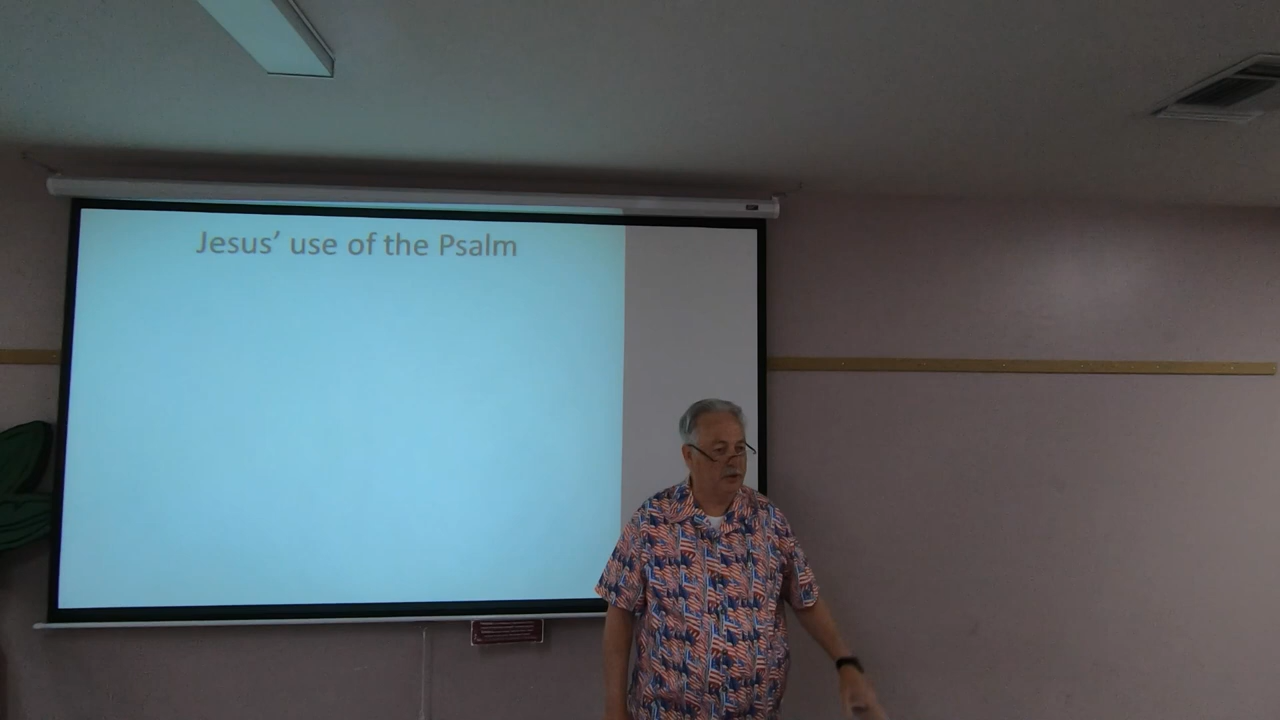 Jesus’ use of the Psalm